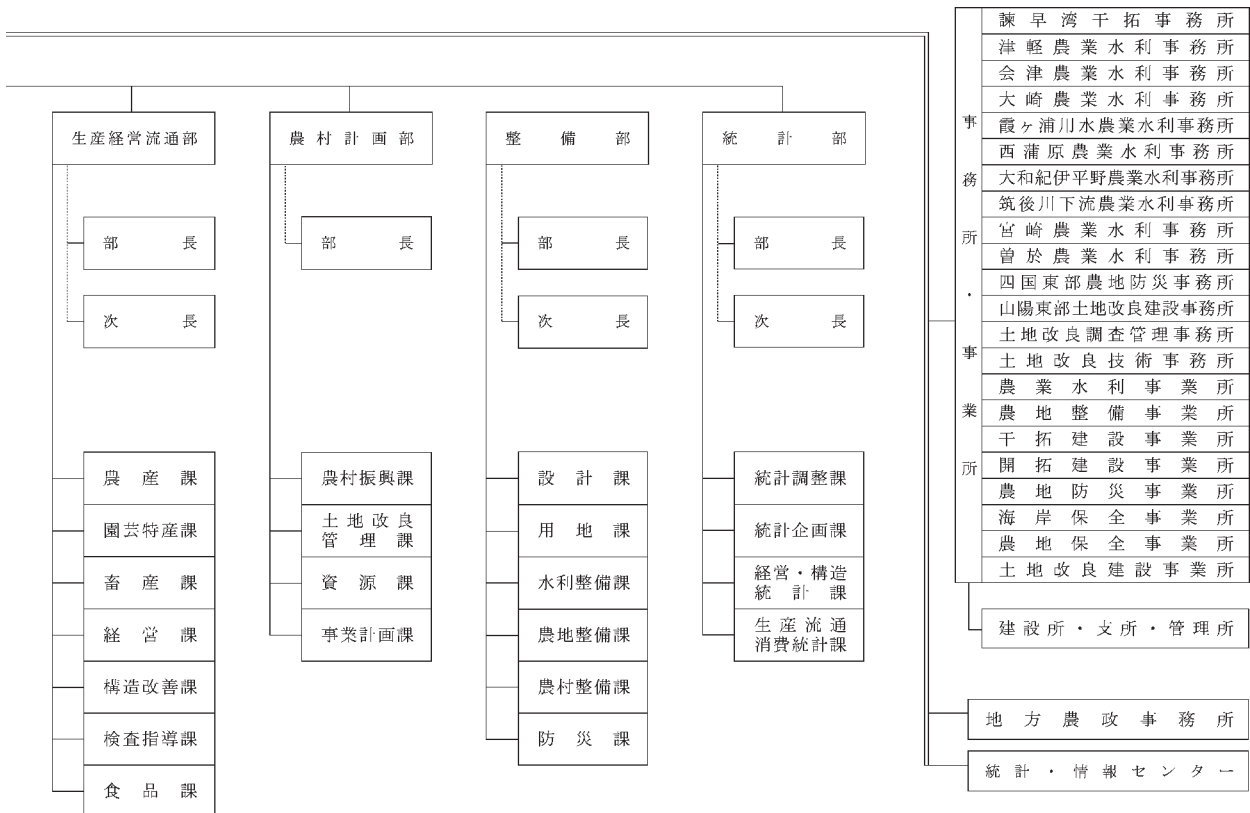 生産経営流通部
部長
次長
農産課
園芸特産課
畜産課
経営課
構造改善課
検査指導課
食品課
農村計画部
部長
農村振興課
土地改良
管理課
資源課
事業計画課
整備部
部長
次長
設計課
用地課
水利整備課
農地整備課
農村整備課
防災課
統計部
部長
次長
統計調整課
統計企画課
経営・構造
統計課
生産流通
消費統計課
事務所・事業所
諫早湾干拓事務所
津軽農業水利事務所
会津農業水利事務所
大崎農業水利事務所
霞ヶ浦川水農業水利事務所
西蒲原農業水利事務所
大和紀伊平野農業水利事務所
筑後川下流農業水利事務所
宮崎農業水利事務所
曽於農業水利事務所
四国東部農地防災事務所
山陽東部土地改良建設事務所
土地改良調査管理事務所
土地改良技術事務所
農業水利事業所
農地整備事業所
干拓建設事業所
開拓建設事業所
農地防災事業所
海岸保全事業所
農地保全事業所
土地改良建設事業所
建設所・支所・管理所
地方農政事務所
統計・情報センター